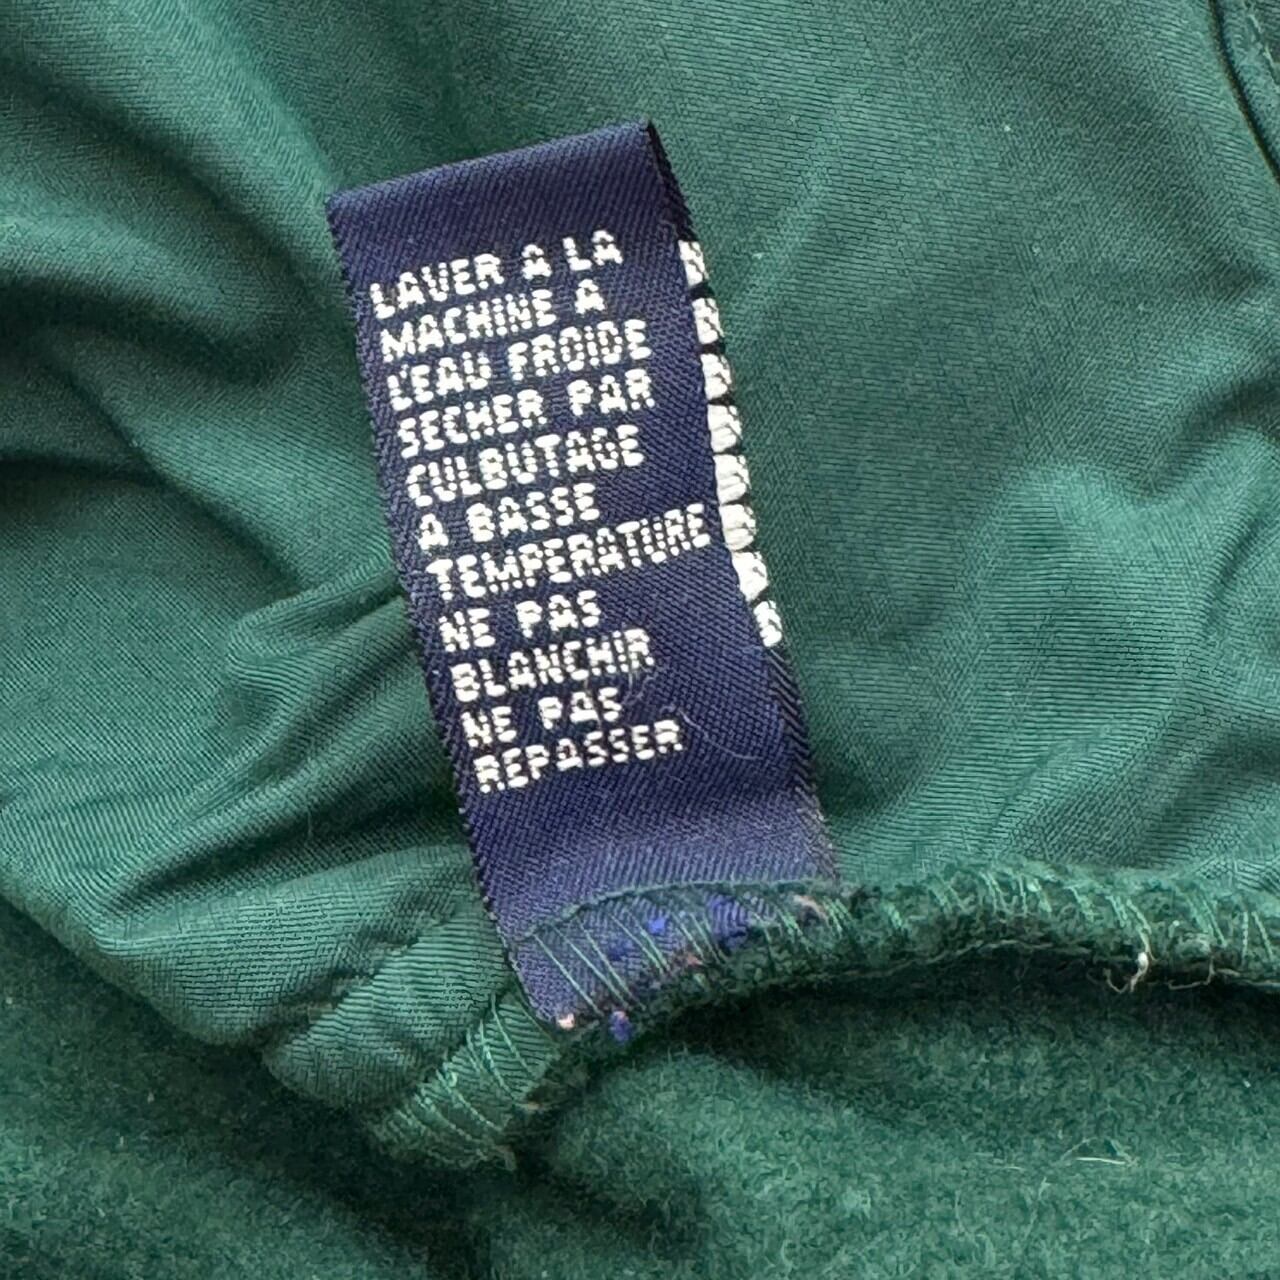 LAVER A LA
MACHINE A
L'EAU FROIDE
SECHER PAR
CULBUTAGE
A BASSE
TEMPERATURE
NE PAS
BLANCHIR
NE PAS
REPASSER